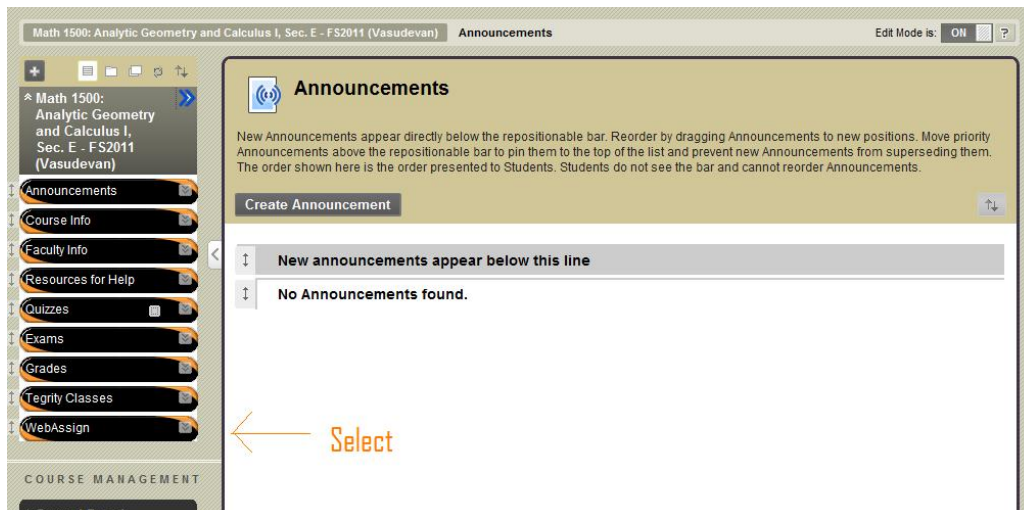 Math 1500: Analytic Geometry and Calculus I, Sec. E - FS2011 (Vasudevan) Announcements Edit Mode is: ON ?
Math 1500:
Analytic Geometry
and Calculus I,
Sec. E - FS2011
(Vasudevan)
Announcements
Course Info
Faculty Info
Resources for Help
Quizzes
Exams
Grades
Tegrity Classes
WebAssign
COURSE MANAGEMENT
Announcements
New Announcements appear directly below the repositionable bar. Reorder by dragging Announcements to new positions. Move priority
Announcements above the repositionable bar to pin them to the top of the list and prevent new Announcements from superseding them.
The order shown here is the order presented to Students. Students do not see the bar and cannot reorder Announcements.
Create Announcement
New announcements appear below this line
No Announcements found.
Select